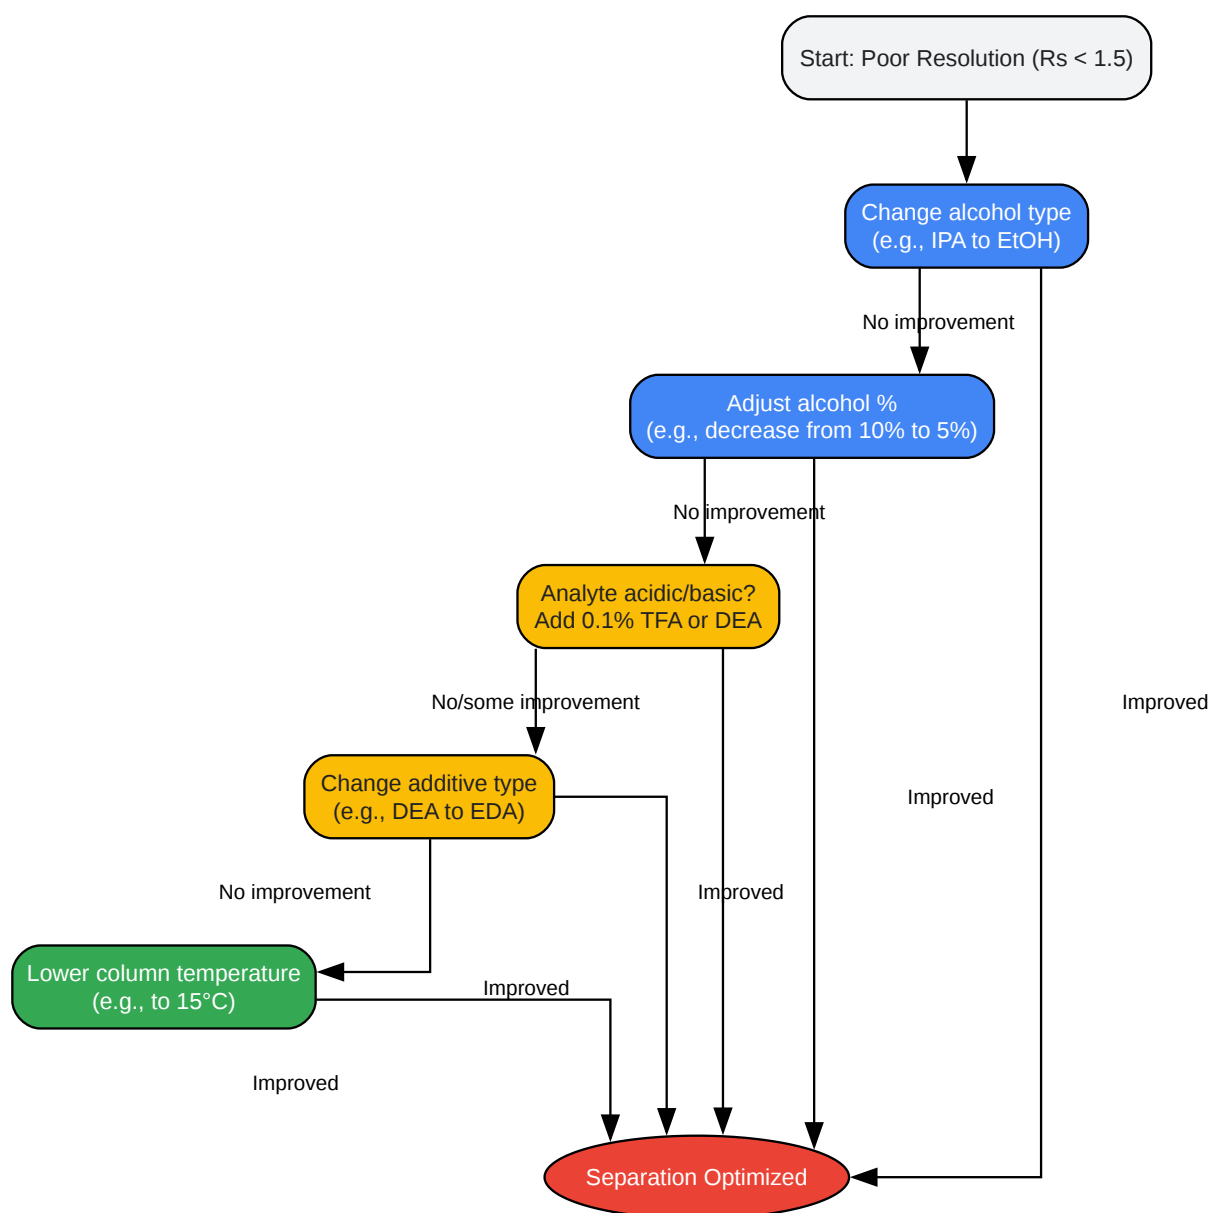 Start: Poor Resolution (Rs < 1.5)
Change alcohol type
(e.g., IPA to EtOH)
No improvement
Adjust alcohol %
(e.g., decrease from 10% to 5%)
No improvement
Analyte acidic/basic?
Add 0.1% TFA or DEA
No/some improvement
Improved
Change additive type
(e.g., DEA to EDA)
Improved
No improvement
Improved
Lower column temperature
(e.g., to 15°C)
Improved
Improved
Separation Optimized